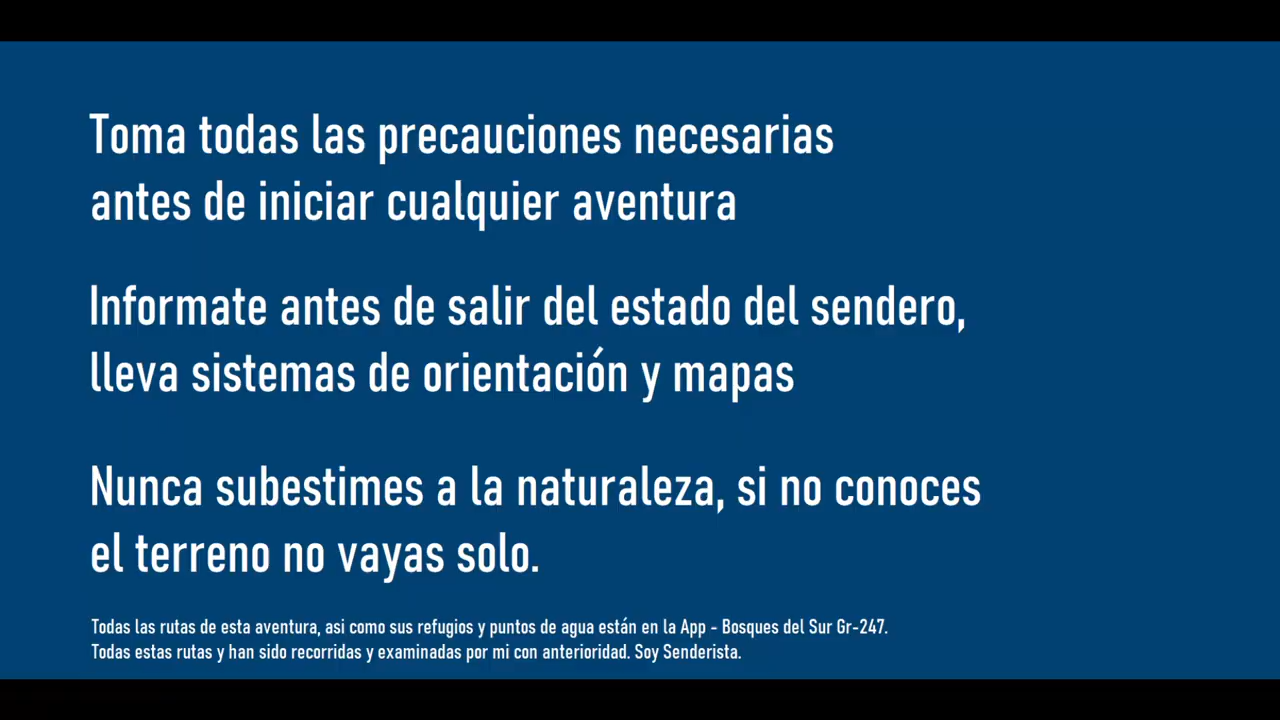 Toma todas las precauciones necesarias
antes de iniciar cualquier aventura
Informate antes de salir del estado del sendero,
lleva sistemas de orientación y mapas
Nunca subestimes a la naturaleza, si no conoces
el terreno no vayas solo.
Todas las rutas de esta aventura, asi como sus refugios y puntos de agua están en la App - Bosques del Sur Gr-247.
Todas estas rutas y han sido recorridas y examinadas por mi con anterioridad. Soy Senderista.